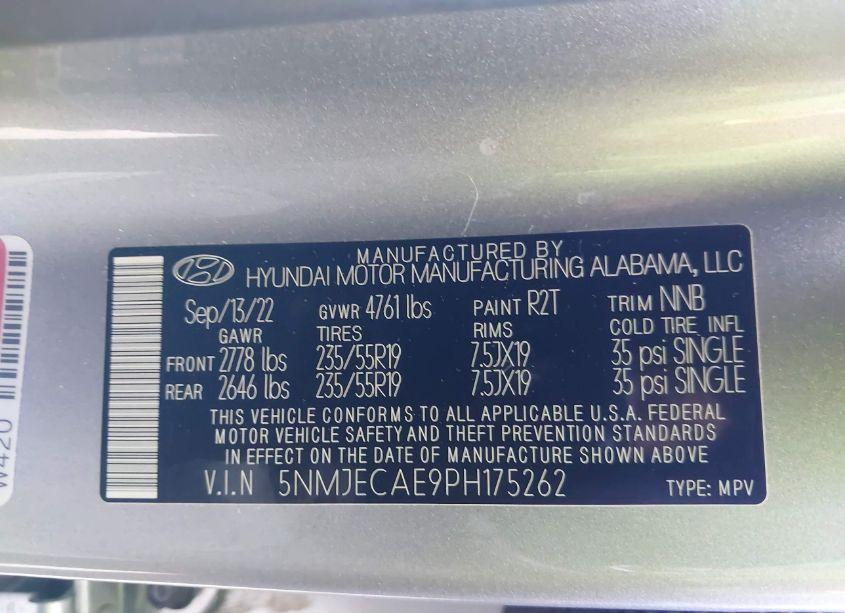 MANUFACTURED BY
HYUNDAI MOTOR MANUFACTURING ALABAMA, LLC
Sep/13/22 GVWR 4761 lbs PAINT R2T TRIM NNB
GAWR TIRES RIMS COLD TIRE INFL
FRONT 2778 lbs 235/55R19 7.5JX19 35 psi SINGLE
REAR 2646 lbs 235/55R19 7.5JX19 35 psi SINGLE
THIS VEHICLE CONFORMS TO ALL APPLICABLE U.S.A. FEDERAL
MOTOR VEHICLE SAFETY AND THEFT PREVENTION STANDARDS
IN EFFECT ON THE DATE OF MANUFACTURE SHOWN ABOVE
V.I.N 5NMJECAE9PH175262 TYPE: MPV
W420